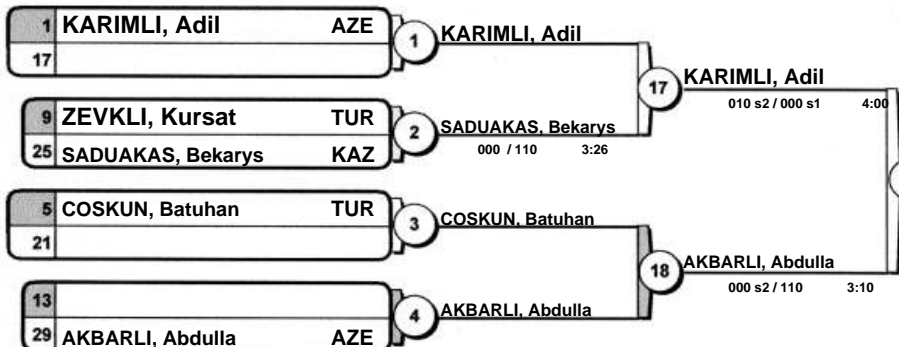 1 KARIMLI, Adil AZE
17
1 KARIMLI, Adil
9 ZEVKLI, Kursat TUR
25 SADUAKAS, Bekarys KAZ
2 SADUAKAS, Bekarys
000 / 110 3:26
17 KARIMLI, Adil
010 s2 / 000 s1 4:00
5 COSKUN, Batuhan TUR
21
3 COSKUN, Batuhan
13
29 AKBARLI, Abdulla AZE
4 AKBARLI, Abdulla
18 AKBARLI, Abdulla
000 s2 / 110 3:10